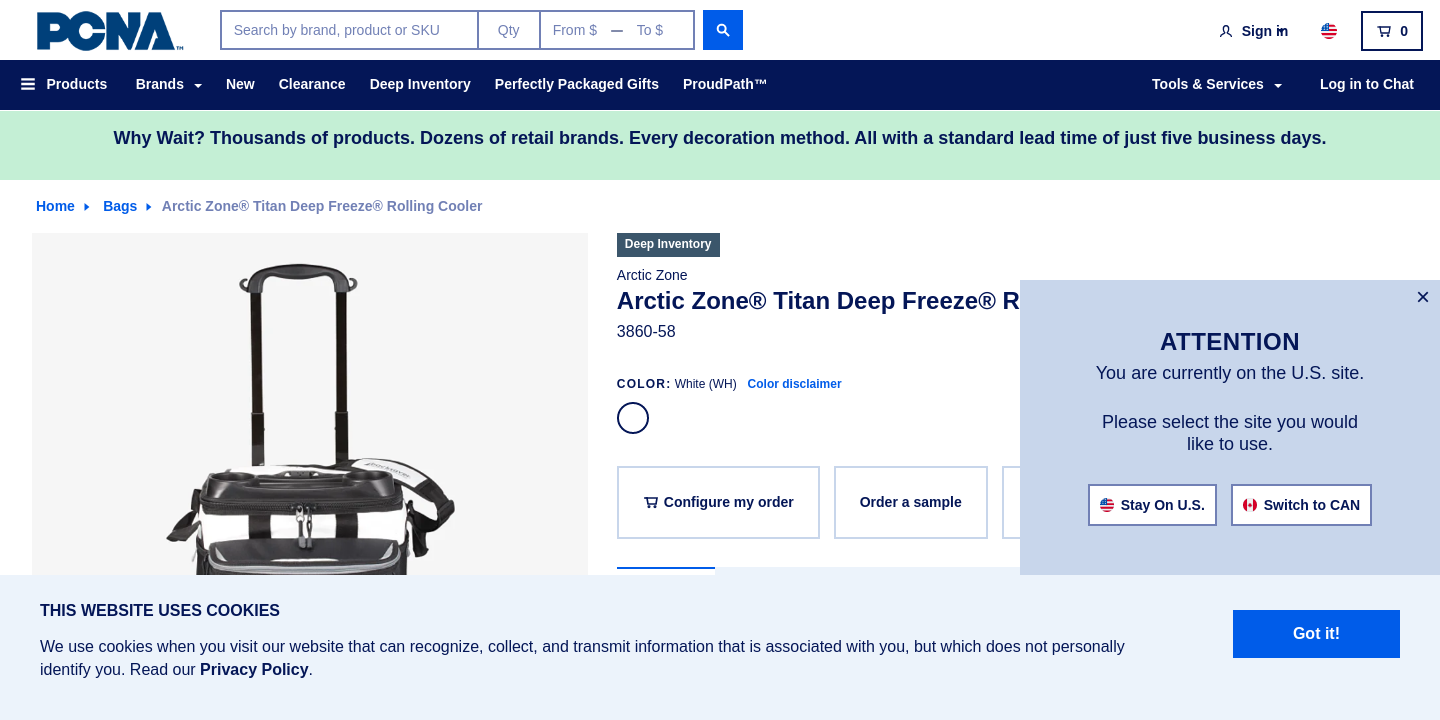 PCNA™
Search by brand, product or SKU
Qty
From $ — To $
Sign in
0
Products
Brands
New
Clearance
Deep Inventory
Perfectly Packaged Gifts
ProudPath™
Tools & Services
Log in to Chat
Why Wait? Thousands of products. Dozens of retail brands. Every decoration method. All with a standard lead time of just five business days.
Home
Bags
Arctic Zone® Titan Deep Freeze® Rolling Cooler
Deep Inventory
Arctic Zone
Arctic Zone® Titan Deep Freeze® R
3860-58
COLOR: White (WH) Color disclaimer
Configure my order
Order a sample
×
ATTENTION
You are currently on the U.S. site.
Please select the site you would
like to use.
Stay On U.S.
Switch to CAN
THIS WEBSITE USES COOKIES
We use cookies when you visit our website that can recognize, collect, and transmit information that is associated with you, but which does not personally
identify you. Read our Privacy Policy.
Got it!